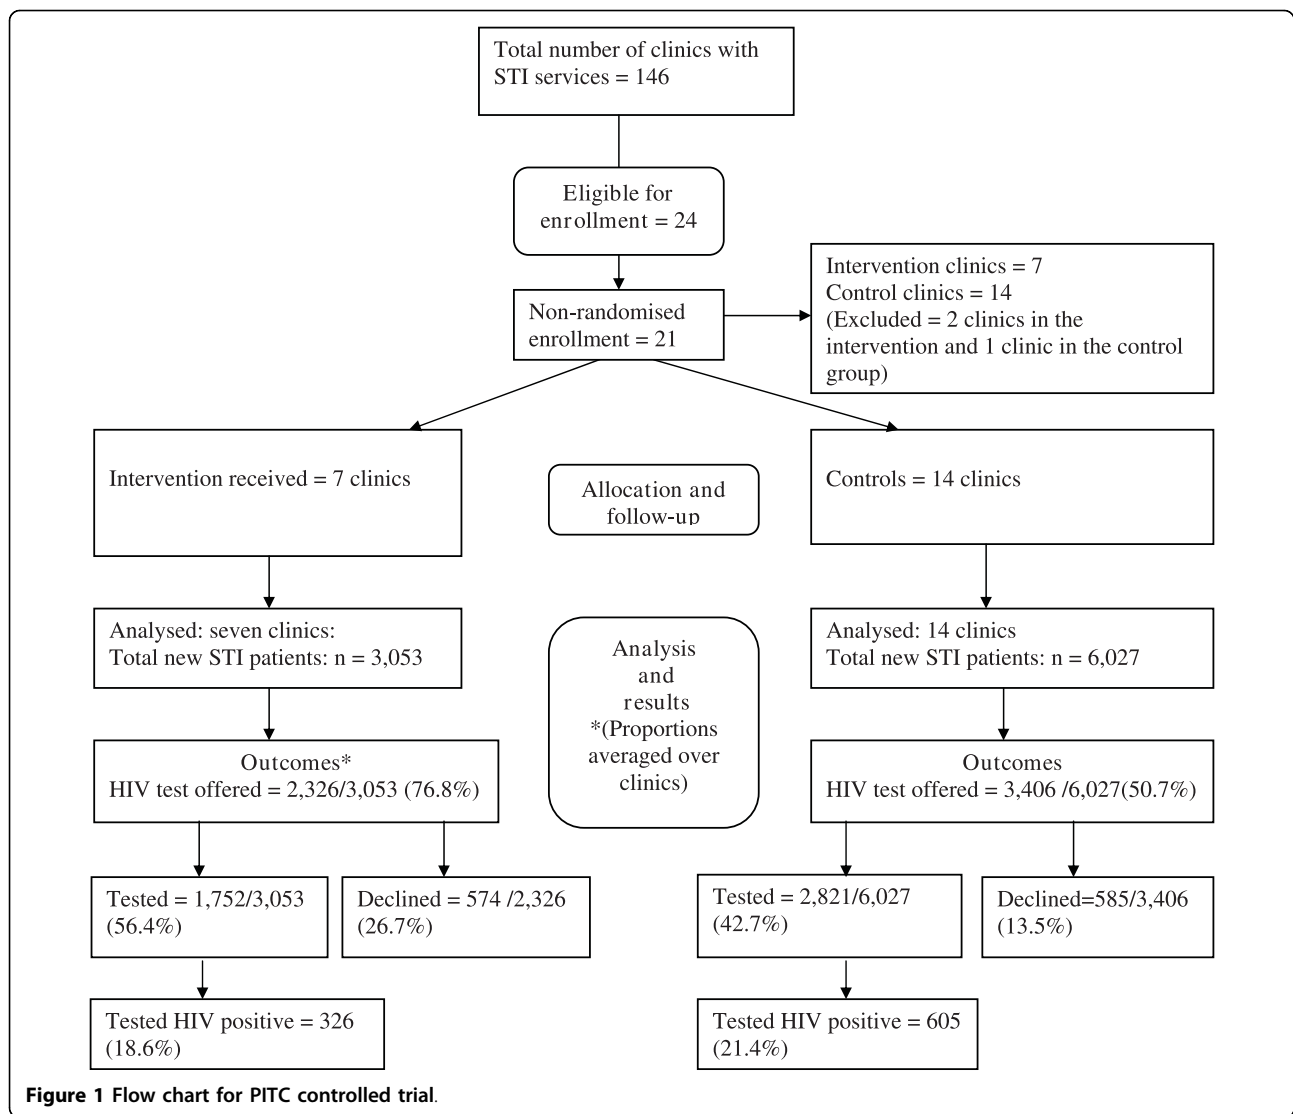 Total number of clinics with
STI services = 146
Eligible for
enrollment = 24
Non-randomised
enrollment = 21
Intervention clinics = 7
Control clinics = 14
(Excluded = 2 clinics in the
intervention and 1 clinic in the control
group)
Intervention received = 7 clinics
Allocation and
follow-up
Controls = 14 clinics
Analysed: seven clinics:
Total new STI patients: n = 3,053
Analysis
and
results
*(Proportions
averaged over
clinics)
Analysed: 14 clinics
Total new STI patients: n = 6,027
Outcomes*
HIV test offered = 2,326/3,053 (76.8%)
Outcomes
HIV test offered = 3,406 /6,027(50.7%)
Tested = 1,752/3,053
(56.4%)
Declined = 574 /2,326
(26.7%)
Tested = 2,821/6,027
(42.7%)
Declined=585/3,406
(13.5%)
Tested HIV positive = 326
(18.6%)
Tested HIV positive = 605
(21.4%)
Figure 1 Flow chart for PITC controlled trial.